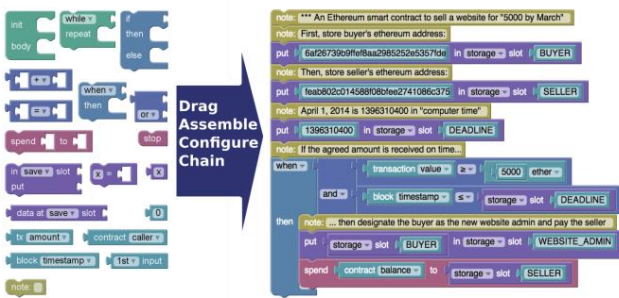 init
body
while
repeat
if
then
else
+
when
then
=
or
spend to
stop
in save slot
put
x =
x
data at save slot
0
tx amount
contract caller
block timestamp
1st input
note:
Drag
Assemble
Configure
Chain
note: *** An Ethereum smart contract to sell a website for "5000 by March"
note: First, store buyer's ethereum address:
put 6af26739b9ffef8aa2985252e5357fde in storage slot BUYER
note: Then, store seller's ethereum address:
put feab802c014588f08bfee2741086c375 in storage slot SELLER
note: April 1, 2014 is 1396310400 in "computer time"
put 1396310400 in storage slot DEADLINE
note: If the agreed amount is received on time...
when transaction value ≥ 5000 ether
and block timestamp ≤ storage slot DEADLINE
then note: ... then designate the buyer as the new website admin and pay the seller
put storage slot BUYER in storage slot WEBSITE_ADMIN
spend contract balance to storage slot SELLER